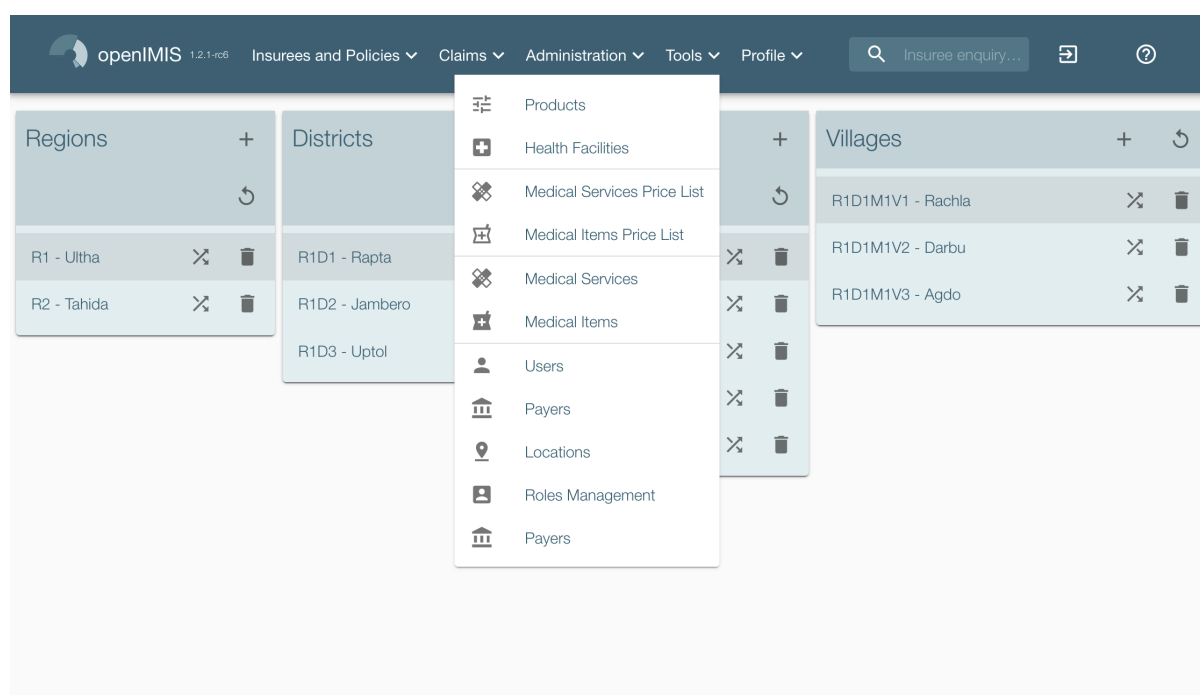 openIMIS 1.2.1-rc6 Insurees and Policies Claims Administration Tools Profile Insuree enquiry...
Regions
R1 - Ultha
R2 - Tahida
Districts
R1D1 - Rapta
R1D2 - Jambero
R1D3 - Uptol
Products
Health Facilities
Medical Services Price List
Medical Items Price List
Medical Services
Medical Items
Users
Payers
Locations
Roles Management
Payers
Villages
R1D1M1V1 - Rachla
R1D1M1V2 - Darbu
R1D1M1V3 - Agdo